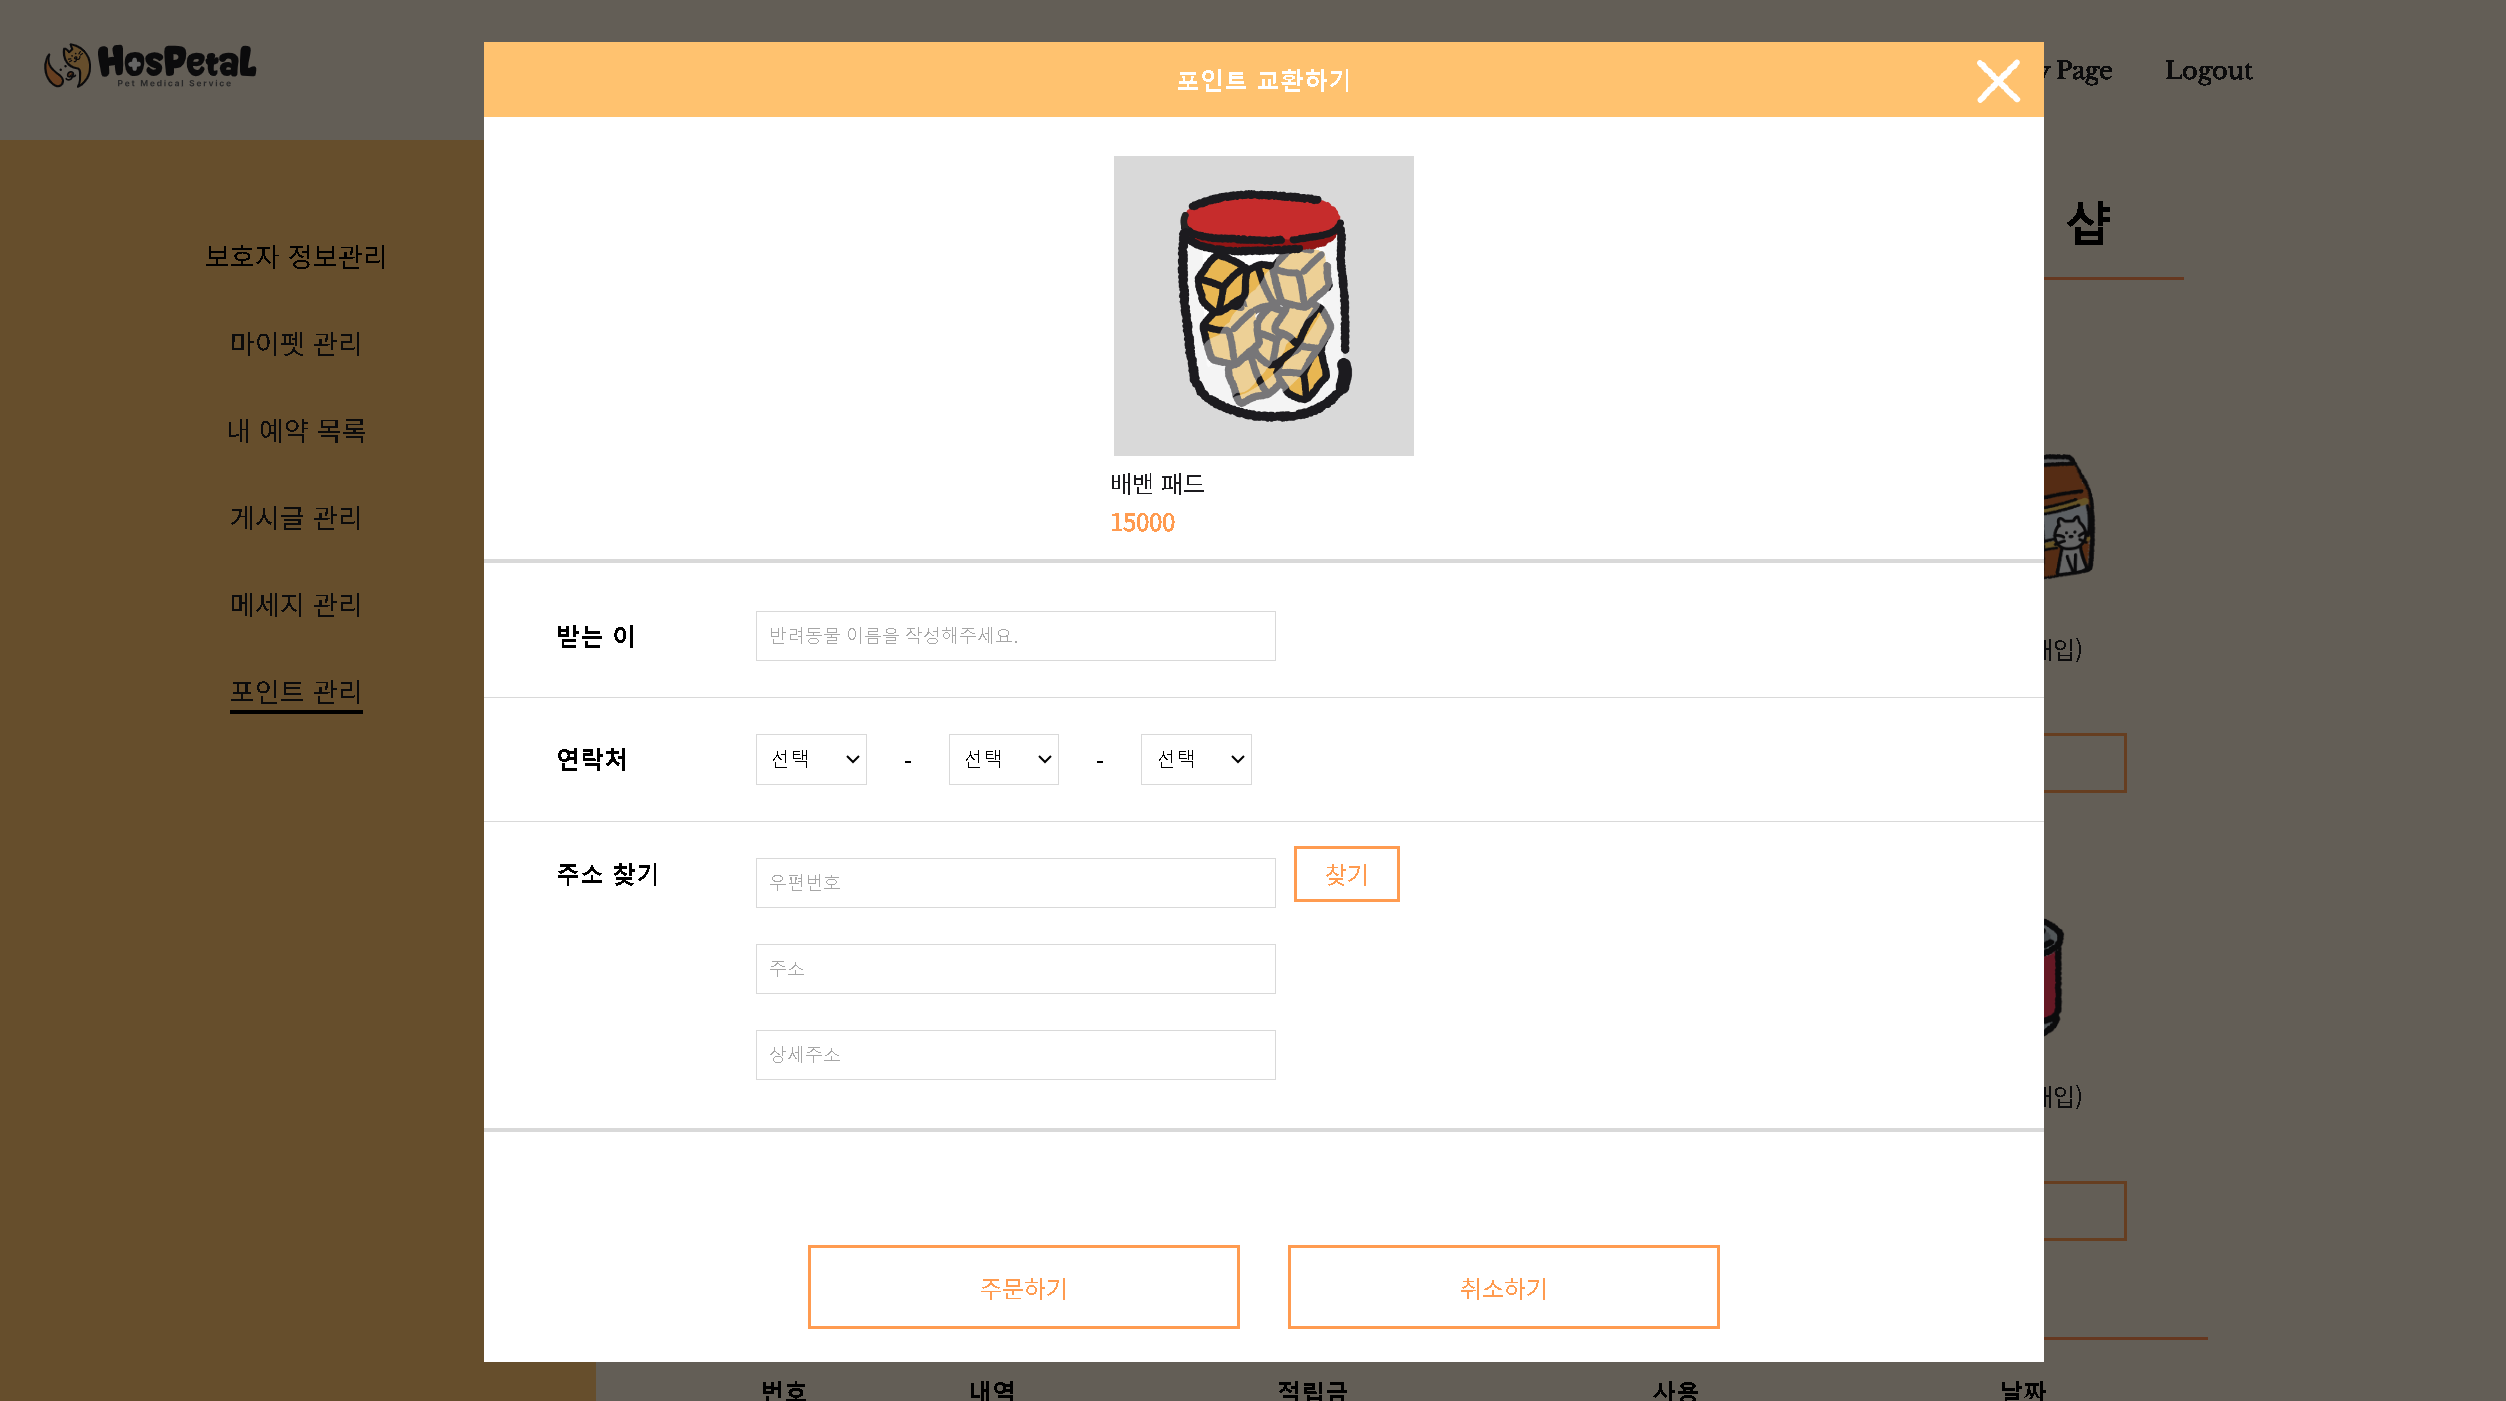 HosPetaL
Pet Medical Service
Page
Logout
포인트 교환하기
샵
보호자 정보관리
마이펫 관리
내 예약 목록
게시글 관리
메세지 관리
포인트 관리
배밴 패드
15000
받는 이
반려동물 이름을 작성해주세요.
연락처
선택 - 선택 - 선택
주소 찾기
우편번호
찾기
주소
상세주소
주문하기
취소하기
번호
내역
적립금
사용
날짜